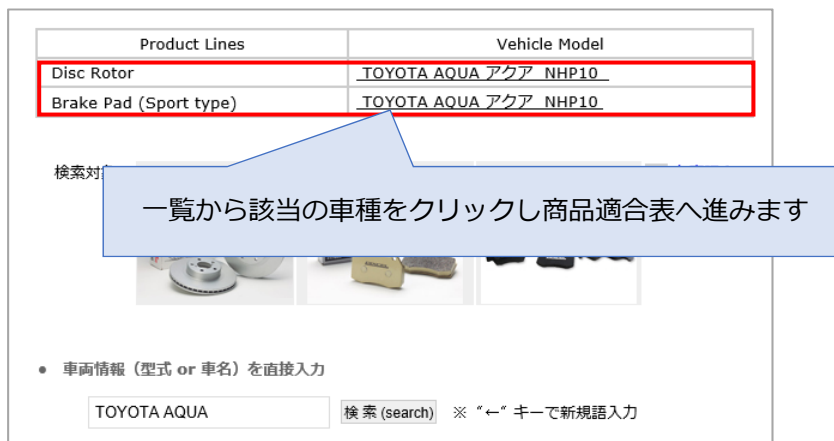 Product Lines Vehicle Model
Disc Rotor TOYOTA AQUA アクア NHP10
Brake Pad (Sport type) TOYOTA AQUA アクア NHP10
検索対
一覧から該当の車種をクリックし商品適合表へ進みます
● 車両情報（型式 or 車名）を直接入力
TOYOTA AQUA 検 索 (search) ※ “←” キーで新規語入力